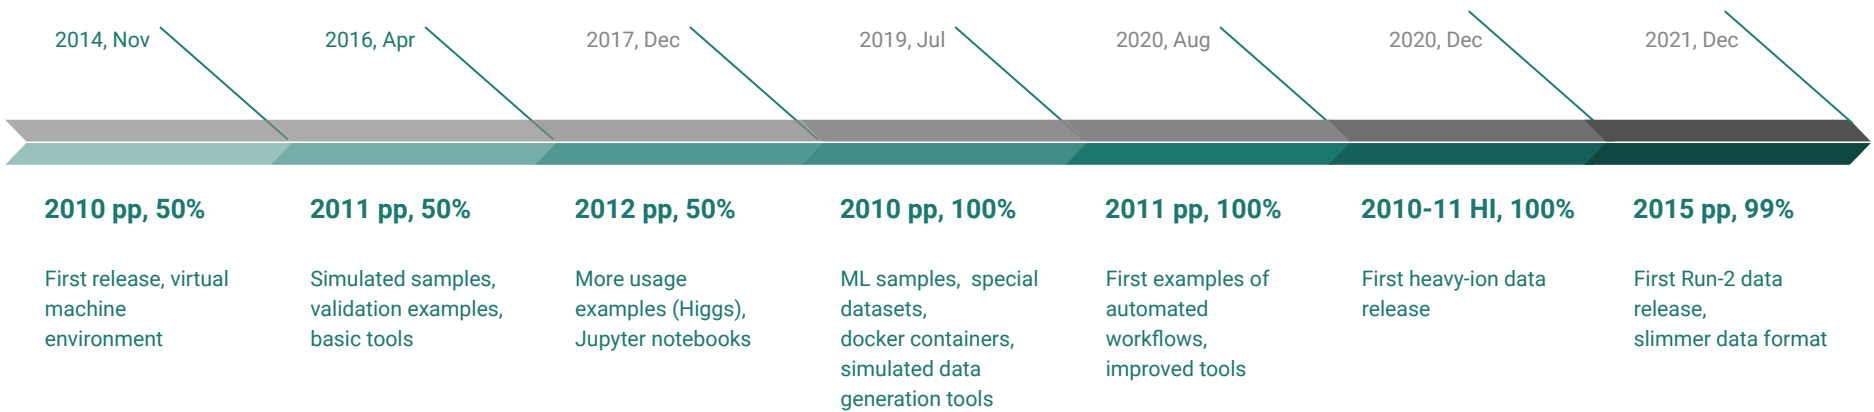 2014, Nov
2016, Apr
2017, Dec
2019, Jul
2020, Aug
2020, Dec
2021, Dec
2010 pp, 50%
First release, virtual
machine
environment
2011 pp, 50%
Simulated samples,
validation examples,
basic tools
2012 pp, 50%
More usage
examples (Higgs),
Jupyter notebooks
2010 pp, 100%
ML samples, special
datasets,
docker containers,
simulated data
generation tools
2011 pp, 100%
First examples of
automated
workflows,
improved tools
2010-11 HI, 100%
First heavy-ion data
release
2015 pp, 99%
First Run-2 data
release,
slimmer data format